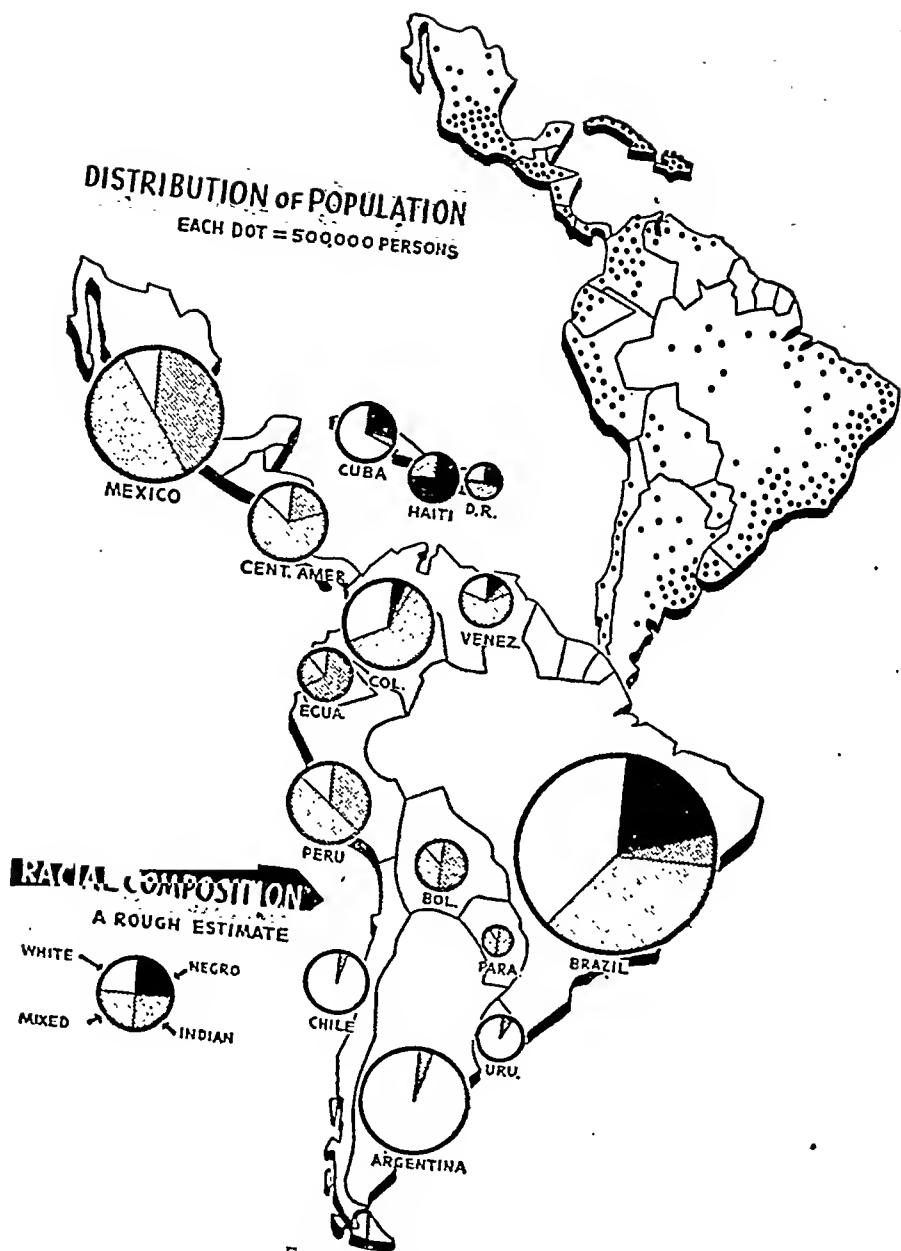 DISTRIBUTION OF POPULATION
EACH DOT = 500,000 PERSONS
MEXICO
CUBA
HAITI
D.R.
CENT. AMER
VENEZ.
COL.
ECUA.
PERU
BOL.
BRAZIL
PARA.
RACIAL COMPOSITION
A ROUGH ESTIMATE
WHITE
NEGRO
MIXED
INDIAN
CHILE
URU.
ARGENTINA